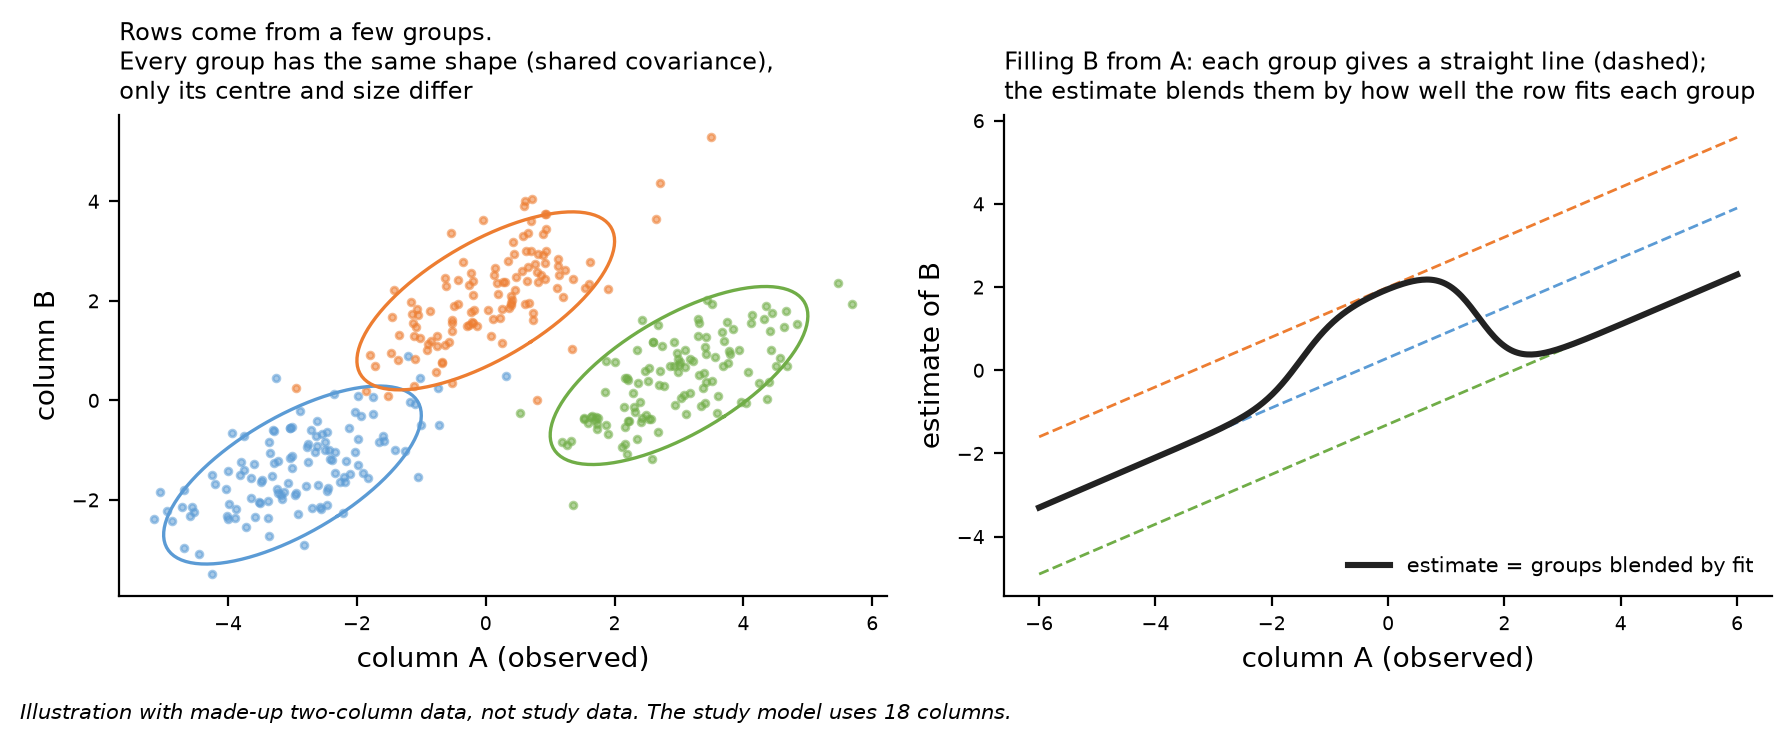 Rows come from a few groups.
Every group has the same shape (shared covariance),
only its centre and size differ
column B
4
2
0
−2
−4
−2
0
2
4
6
column A (observed)
Filling B from A: each group gives a straight line (dashed);
the estimate blends them by how well the row fits each group
estimate of B
6
4
2
0
−2
−4
estimate = groups blended by fit
−6
−4
−2
0
2
4
6
column A (observed)
Illustration with made-up two-column data, not study data. The study model uses 18 columns.